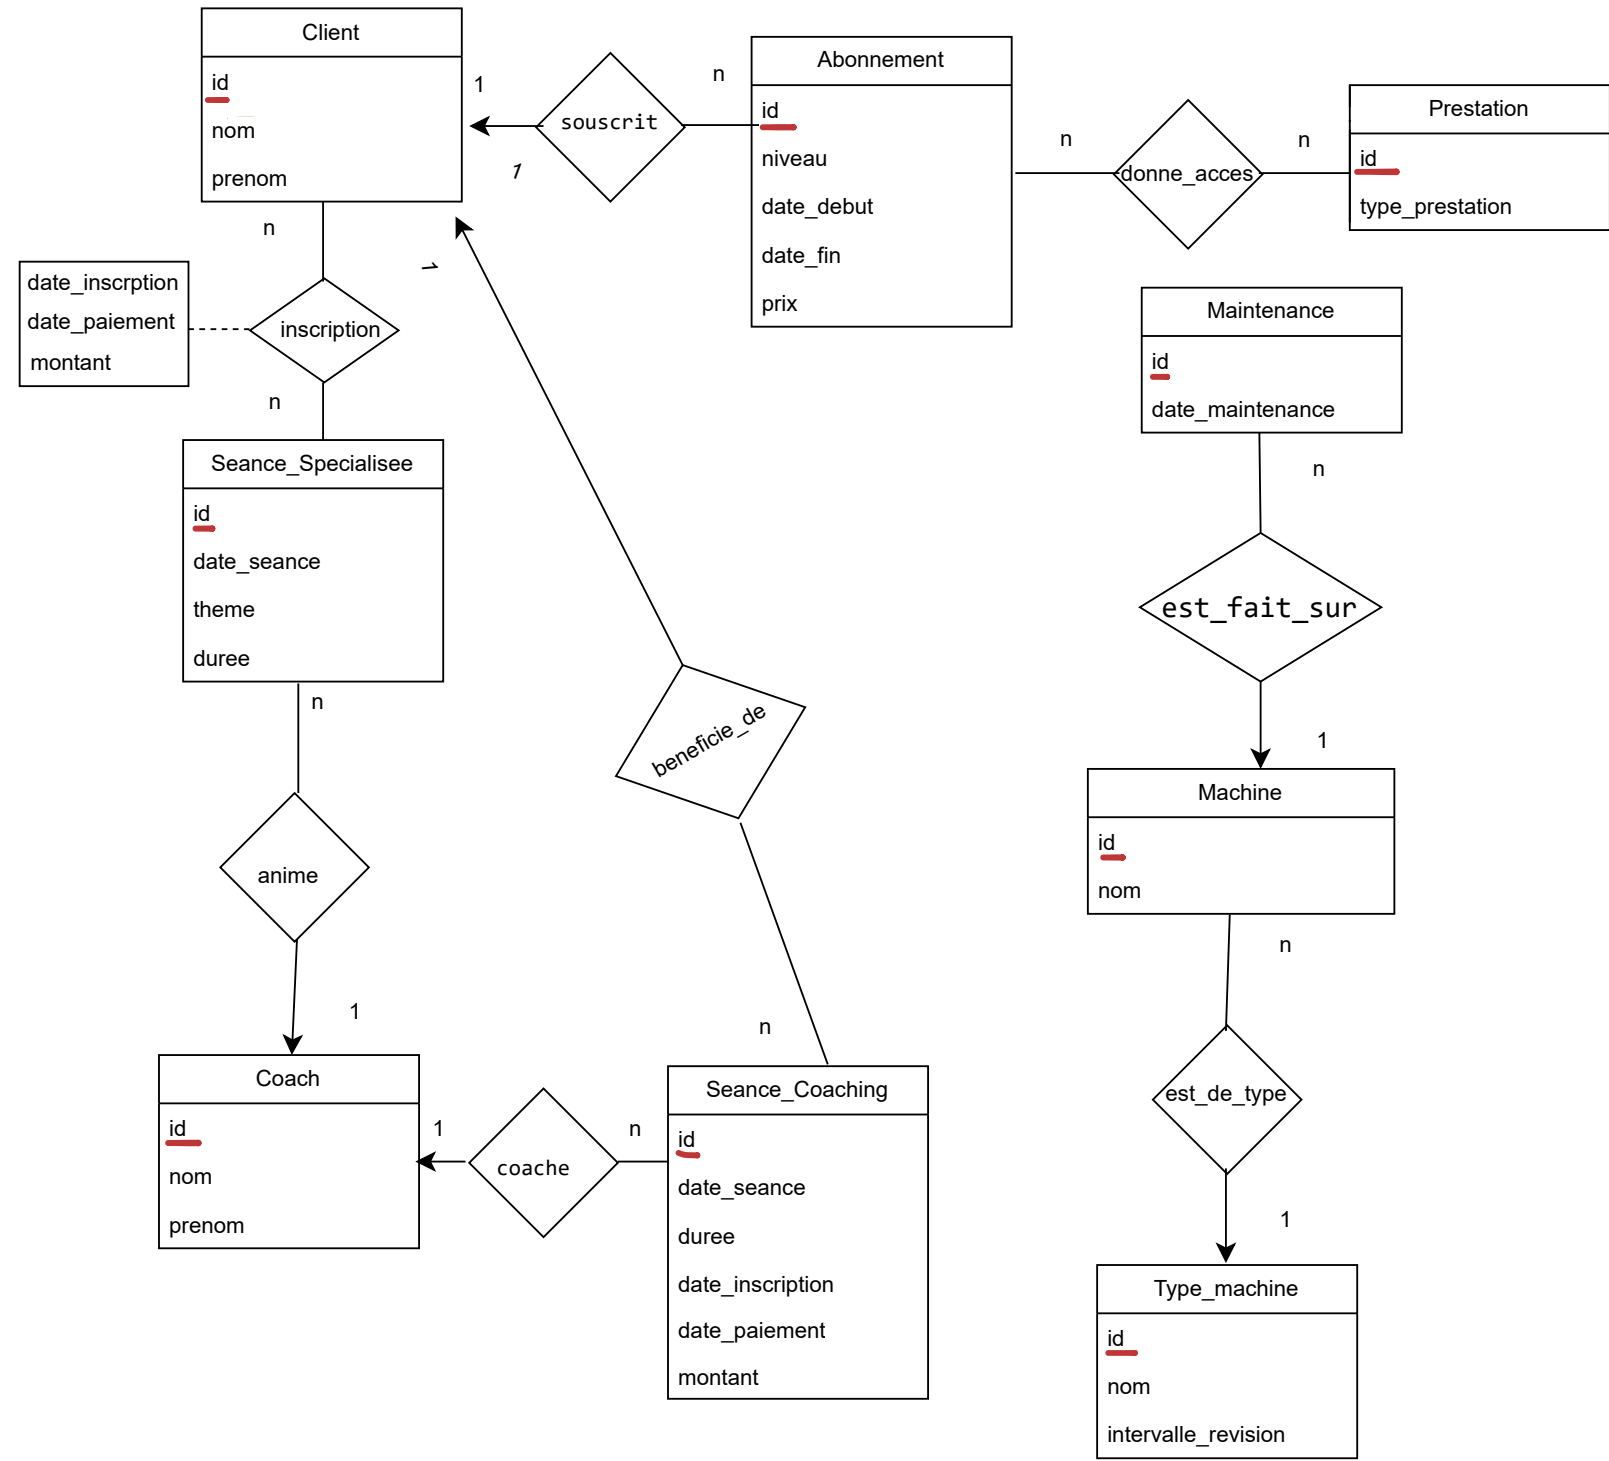 Client
id
nom
prenom
1
souscrit
1
n
Abonnement
id
niveau
date_debut
date_fin
prix
n
donne_acces
n
Prestation
id
type_prestation
n
date_inscrption
date_paiement
montant
inscription
n
1
Seance_Specialisee
id
date_seance
theme
duree
n
anime
1
beneficie_de
n
Coach
id
nom
prenom
1
coache
n
Seance_Coaching
id
date_seance
duree
date_inscription
date_paiement
montant
Maintenance
id
date_maintenance
n
est_fait_sur
1
Machine
id
nom
n
est_de_type
1
Type_machine
id
nom
intervalle_revision